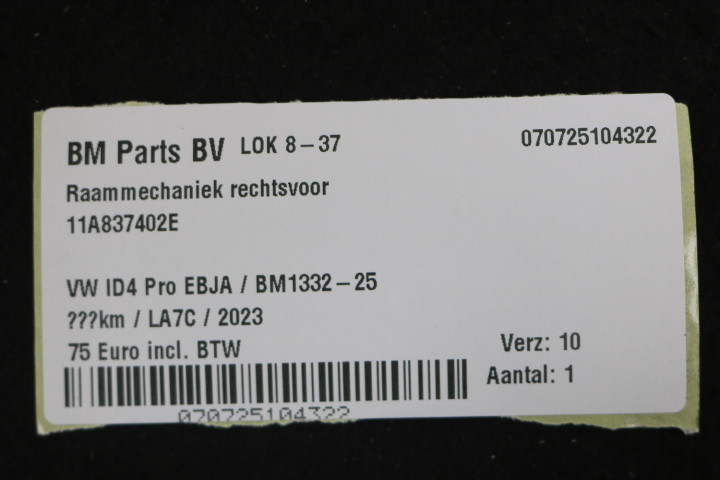 BM Parts BV LOK 8-37 070725104322
Raammechaniek rechtsvoor
11A837402E
VW ID4 Pro EBJA / BM1332-25
???km / LA7C / 2023
75 Euro incl. BTW
Verz: 10
Aantal: 1
070725104322